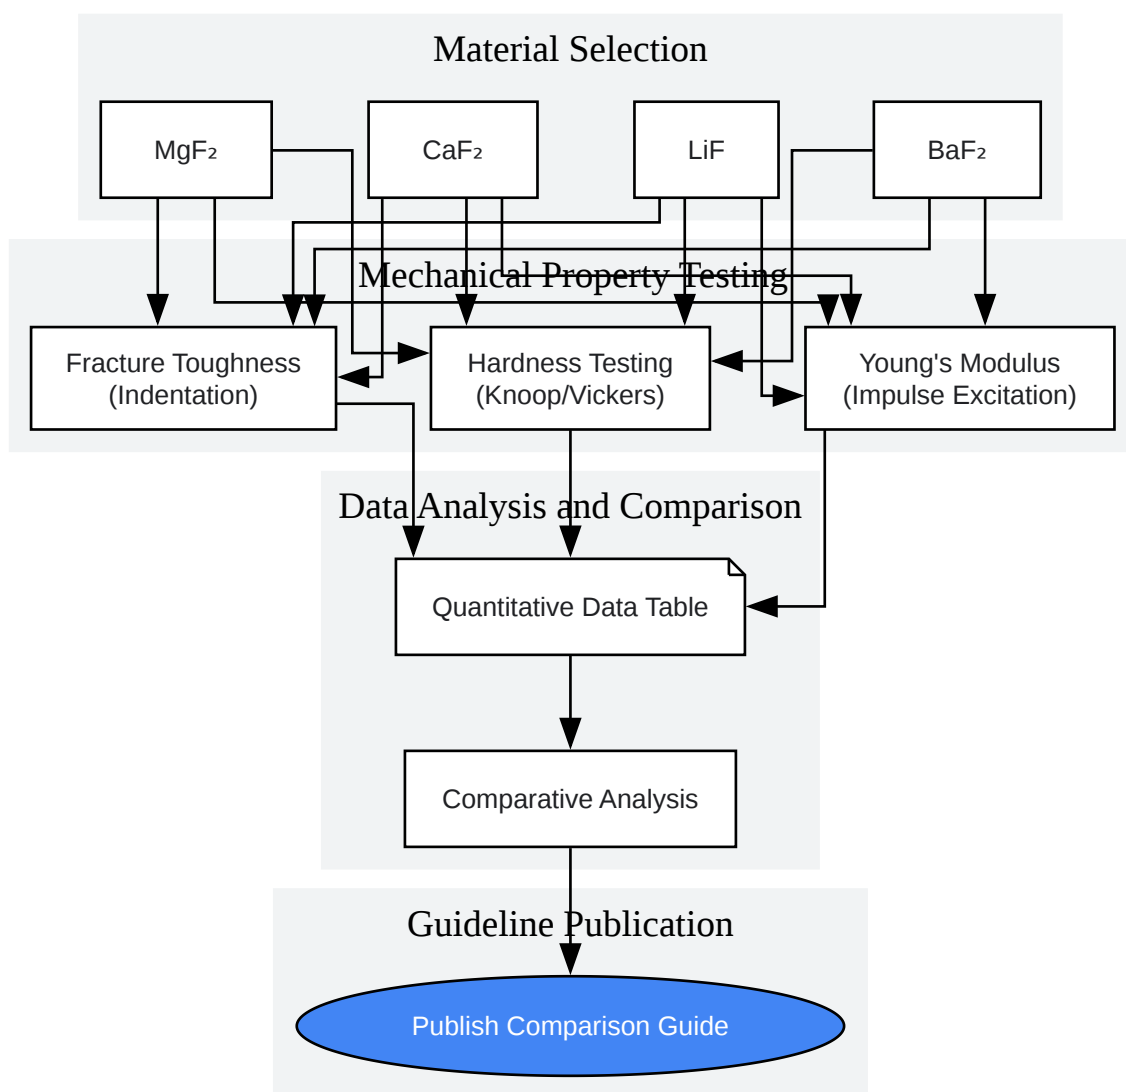 Material Selection
MgF₂
CaF₂
LiF
BaF₂
Mechanical Property Testing
Fracture Toughness
(Indentation)
Hardness Testing
(Knoop/Vickers)
Young's Modulus
(Impulse Excitation)
Data Analysis and Comparison
Quantitative Data Table
Comparative Analysis
Guideline Publication
Publish Comparison Guide